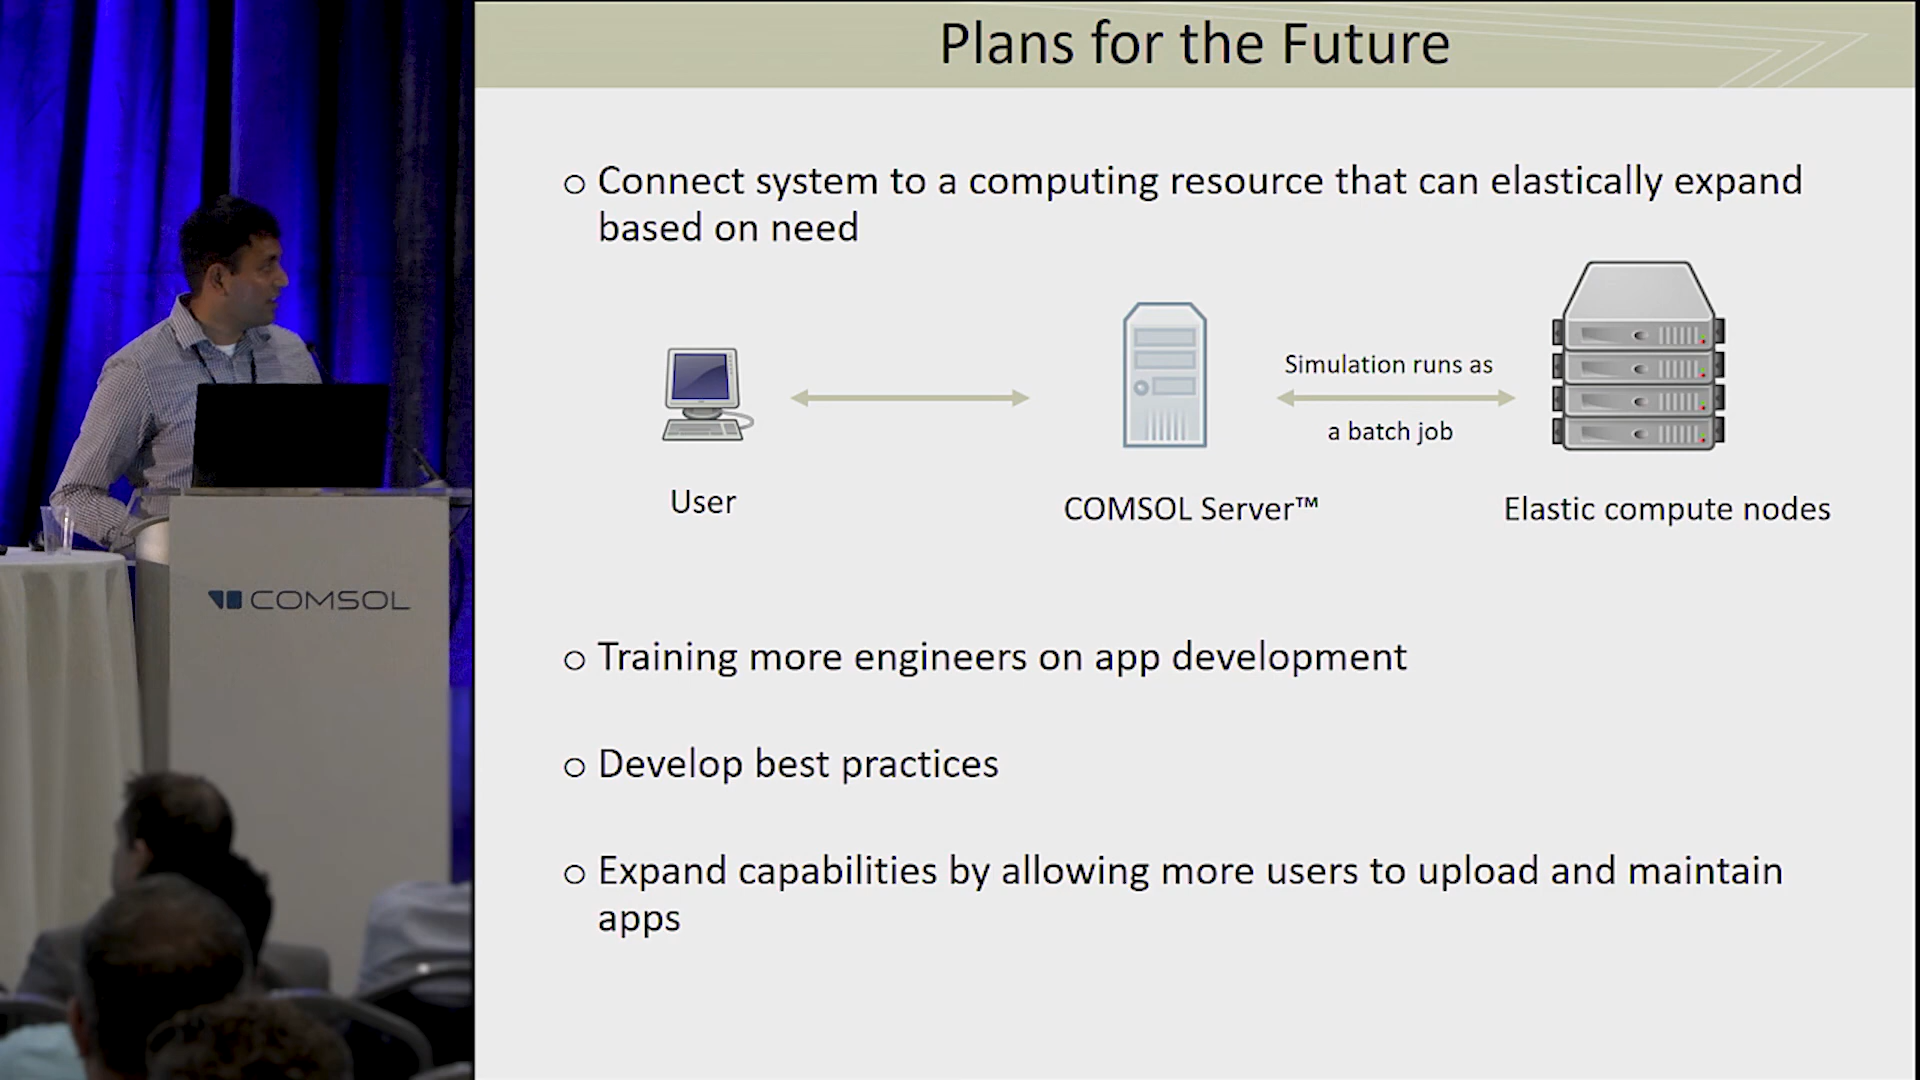 Plans for the Future
○ Connect system to a computing resource that can elastically expand
based on need
Simulation runs as
a batch job
User
COMSOL Server™
Elastic compute nodes
○ Training more engineers on app development
○ Develop best practices
○ Expand capabilities by allowing more users to upload and maintain
apps
COMSOL